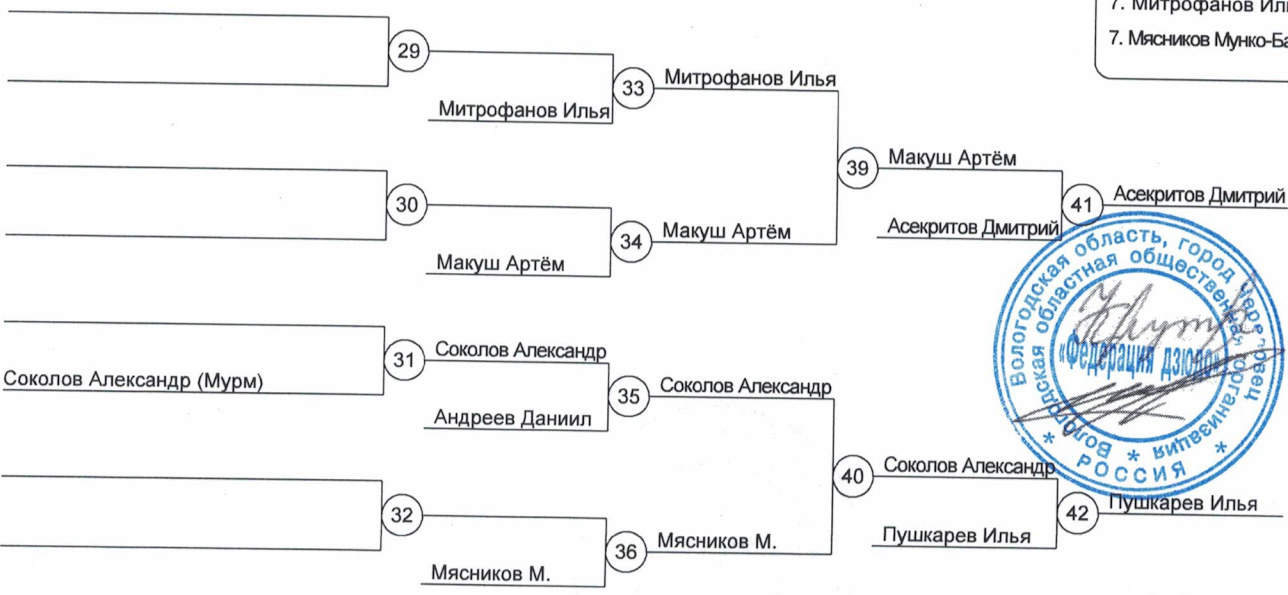 7. Митрофанов Ил
7. Мясников Мунко-Ба
29
33
Митрофанов Илья
Митрофанов Илья
39
Макуш Артём
41
Асекритов Дмитрий
Асекритов Дмитрий
30
34
Макуш Артём
Макуш Артём
31
Соколов Александр
Соколов Александр (Мурм)
35
Соколов Александр
Андреев Даниил
40
Соколов Александр
42
Пушкарев Илья
Пушкарев Илья
32
36
Мясников М.
Мясников М.
Вологодская область, город Череповец
* РОССИЯ *
Вологодская областная общественная организация *
«Федерация дзюдо»